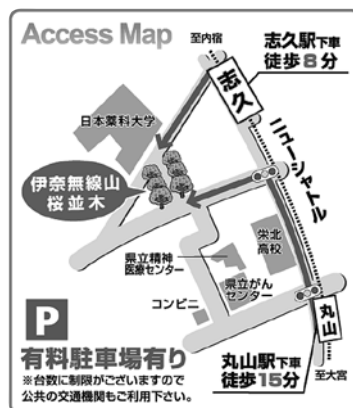 Access Map
至内宿
志久駅下車
徒歩8分
志久
日本薬科大学
ニューシャトル
伊奈無線山
桜並木
栄北
高校
県立精神
医療センター
県立がん
センター
コンビニ
丸山
P
有料駐車場有り
※台数に制限がございますので
公共の交通機関もご利用下さい。
丸山駅下車
徒歩15分
至大宮